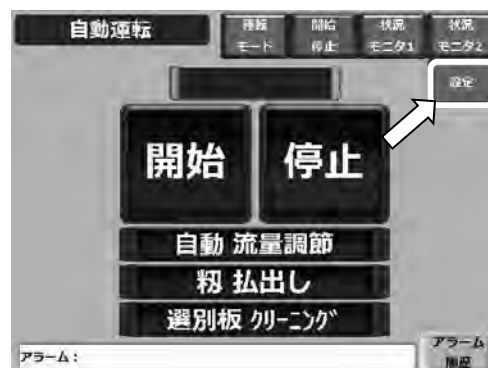 自動運転
運転 モード
開始 停止
状況 モニタ1
状況 モニタ2
設定
開始
停止
自動 流量調節
籾 払出し
選別板 クリーニング
アラーム:
アラーム 履歴